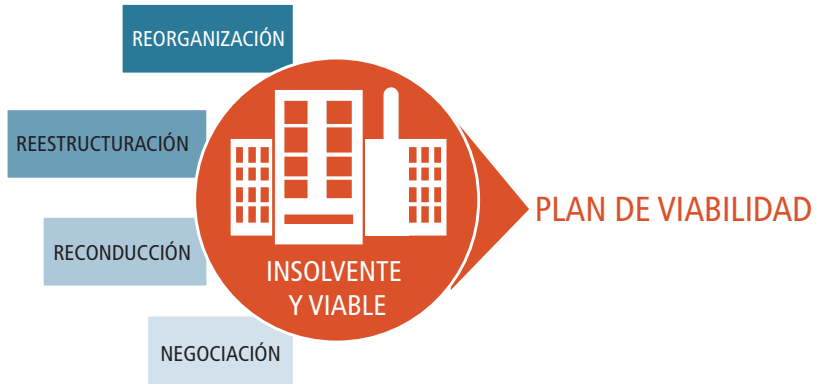 REORGANIZACIÓN
REESTRUCTURACIÓN
RECONDUCCIÓN
NEGOCIACIÓN
INSOLVENTE
Y VIABLE
PLAN DE VIABILIDAD